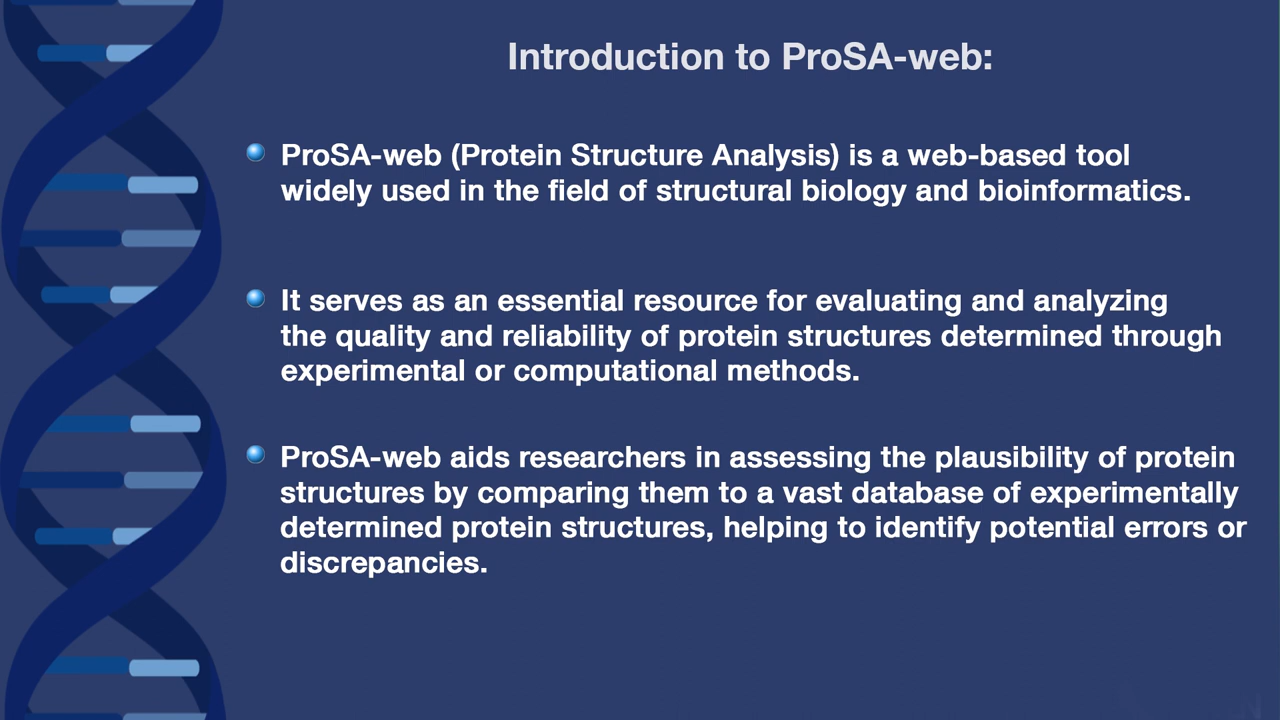 Introduction to ProSA-web:
ProSA-web (Protein Structure Analysis) is a web-based tool
widely used in the field of structural biology and bioinformatics.
It serves as an essential resource for evaluating and analyzing
the quality and reliability of protein structures determined through
experimental or computational methods.
ProSA-web aids researchers in assessing the plausibility of protein
structures by comparing them to a vast database of experimentally
determined protein structures, helping to identify potential errors or
discrepancies.